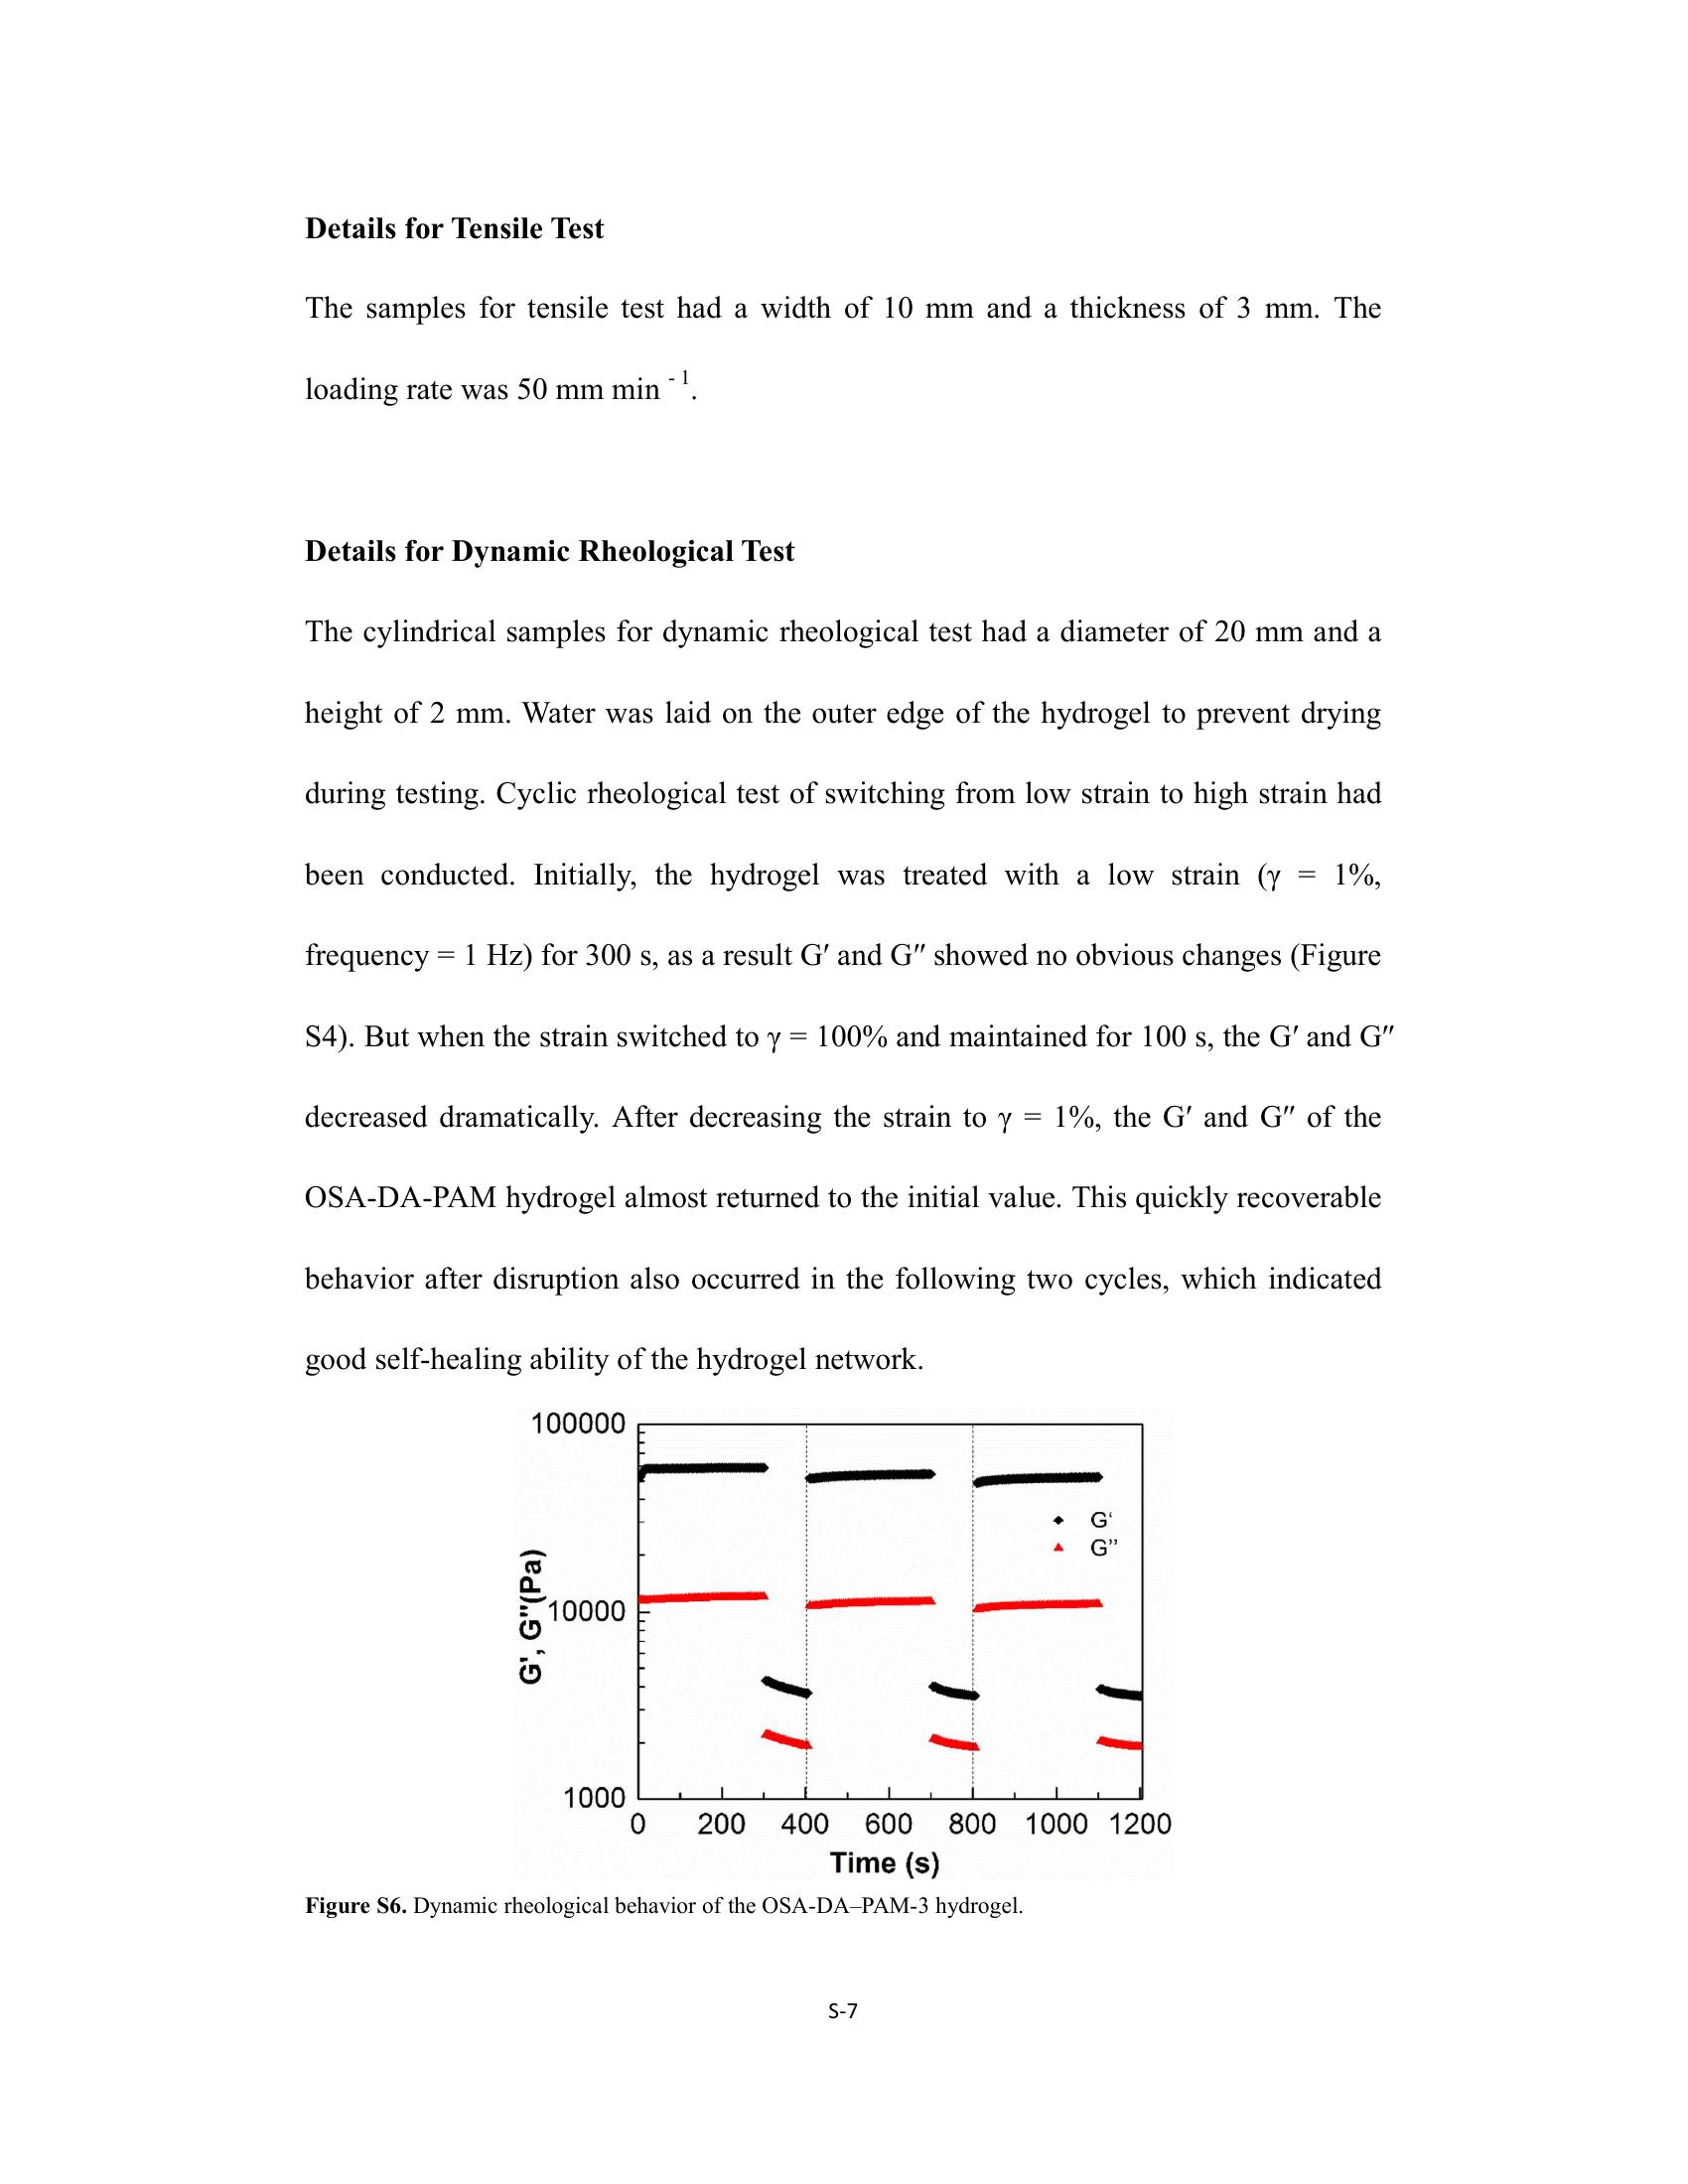 Details for Tensile Test
The samples for tensile test had a width of 10 mm and a thickness of 3 mm. The
loading rate was 50 mm min ⁻¹.
Details for Dynamic Rheological Test
The cylindrical samples for dynamic rheological test had a diameter of 20 mm and a
height of 2 mm. Water was laid on the outer edge of the hydrogel to prevent drying
during testing. Cyclic rheological test of switching from low strain to high strain had
been conducted. Initially, the hydrogel was treated with a low strain (γ = 1%,
frequency = 1 Hz) for 300 s, as a result G′ and G″ showed no obvious changes (Figure
S4). But when the strain switched to γ = 100% and maintained for 100 s, the G′ and G″
decreased dramatically. After decreasing the strain to γ = 1%, the G′ and G″ of the
OSA-DA-PAM hydrogel almost returned to the initial value. This quickly recoverable
behavior after disruption also occurred in the following two cycles, which indicated
good self-healing ability of the hydrogel network.
100000
G‘
G’’
G', G"(Pa)
10000
1000
0 200 400 600 800 1000 1200
Time (s)
Figure S6. Dynamic rheological behavior of the OSA-DA–PAM-3 hydrogel.
S-7